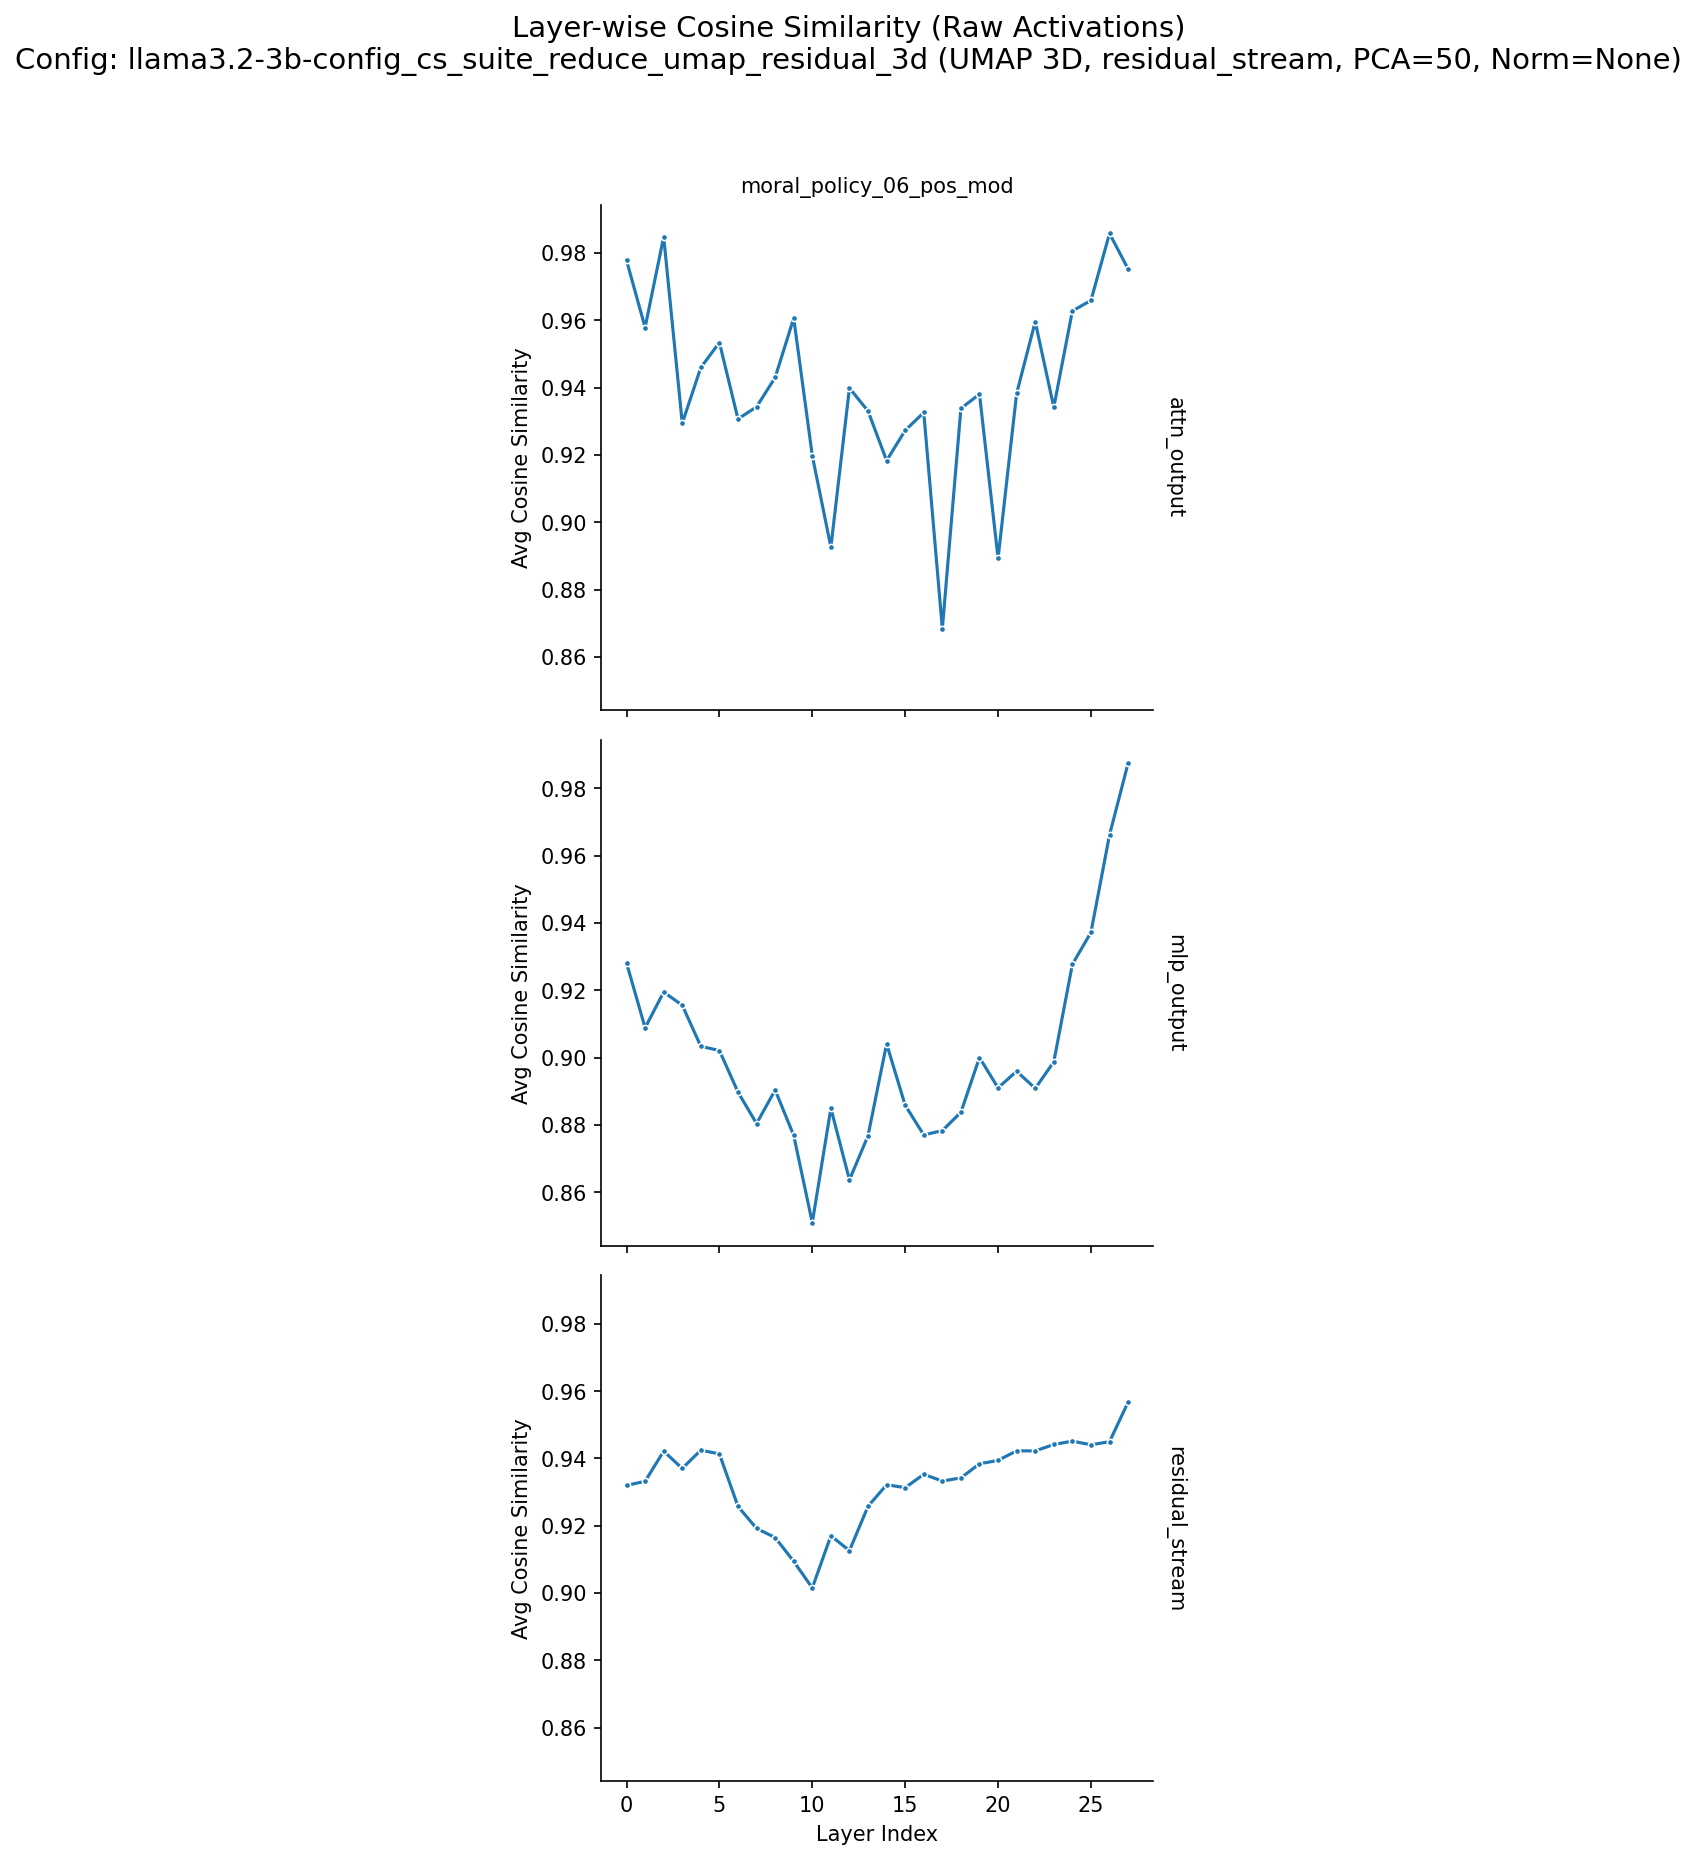 Layer-wise Cosine Similarity (Raw Activations)
Config: llama3.2-3b-config_cs_suite_reduce_umap_residual_3d (UMAP 3D, residual_stream, PCA=50, Norm=None)
moral_policy_06_pos_mod
0.98
0.96
0.94
0.92
0.90
0.88
0.86
Avg Cosine Similarity
attn_output
0.98
0.96
0.94
0.92
0.90
0.88
0.86
Avg Cosine Similarity
mlp_output
0.98
0.96
0.94
0.92
0.90
0.88
0.86
Avg Cosine Similarity
residual_stream
0 5 10 15 20 25
Layer Index